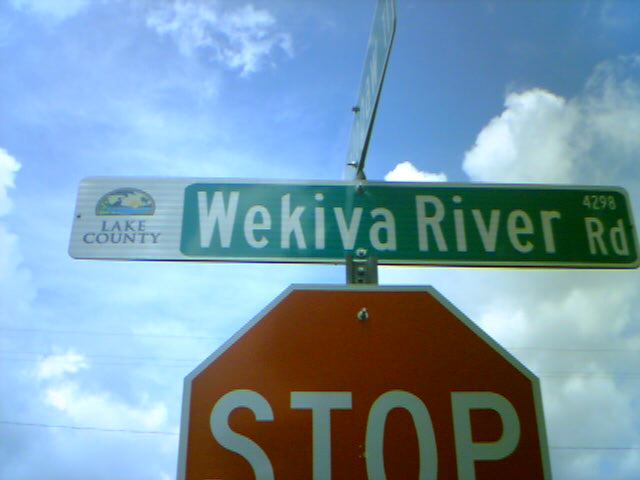 LAKE
COUNTY
Wekiva River Rd
4298
STOP